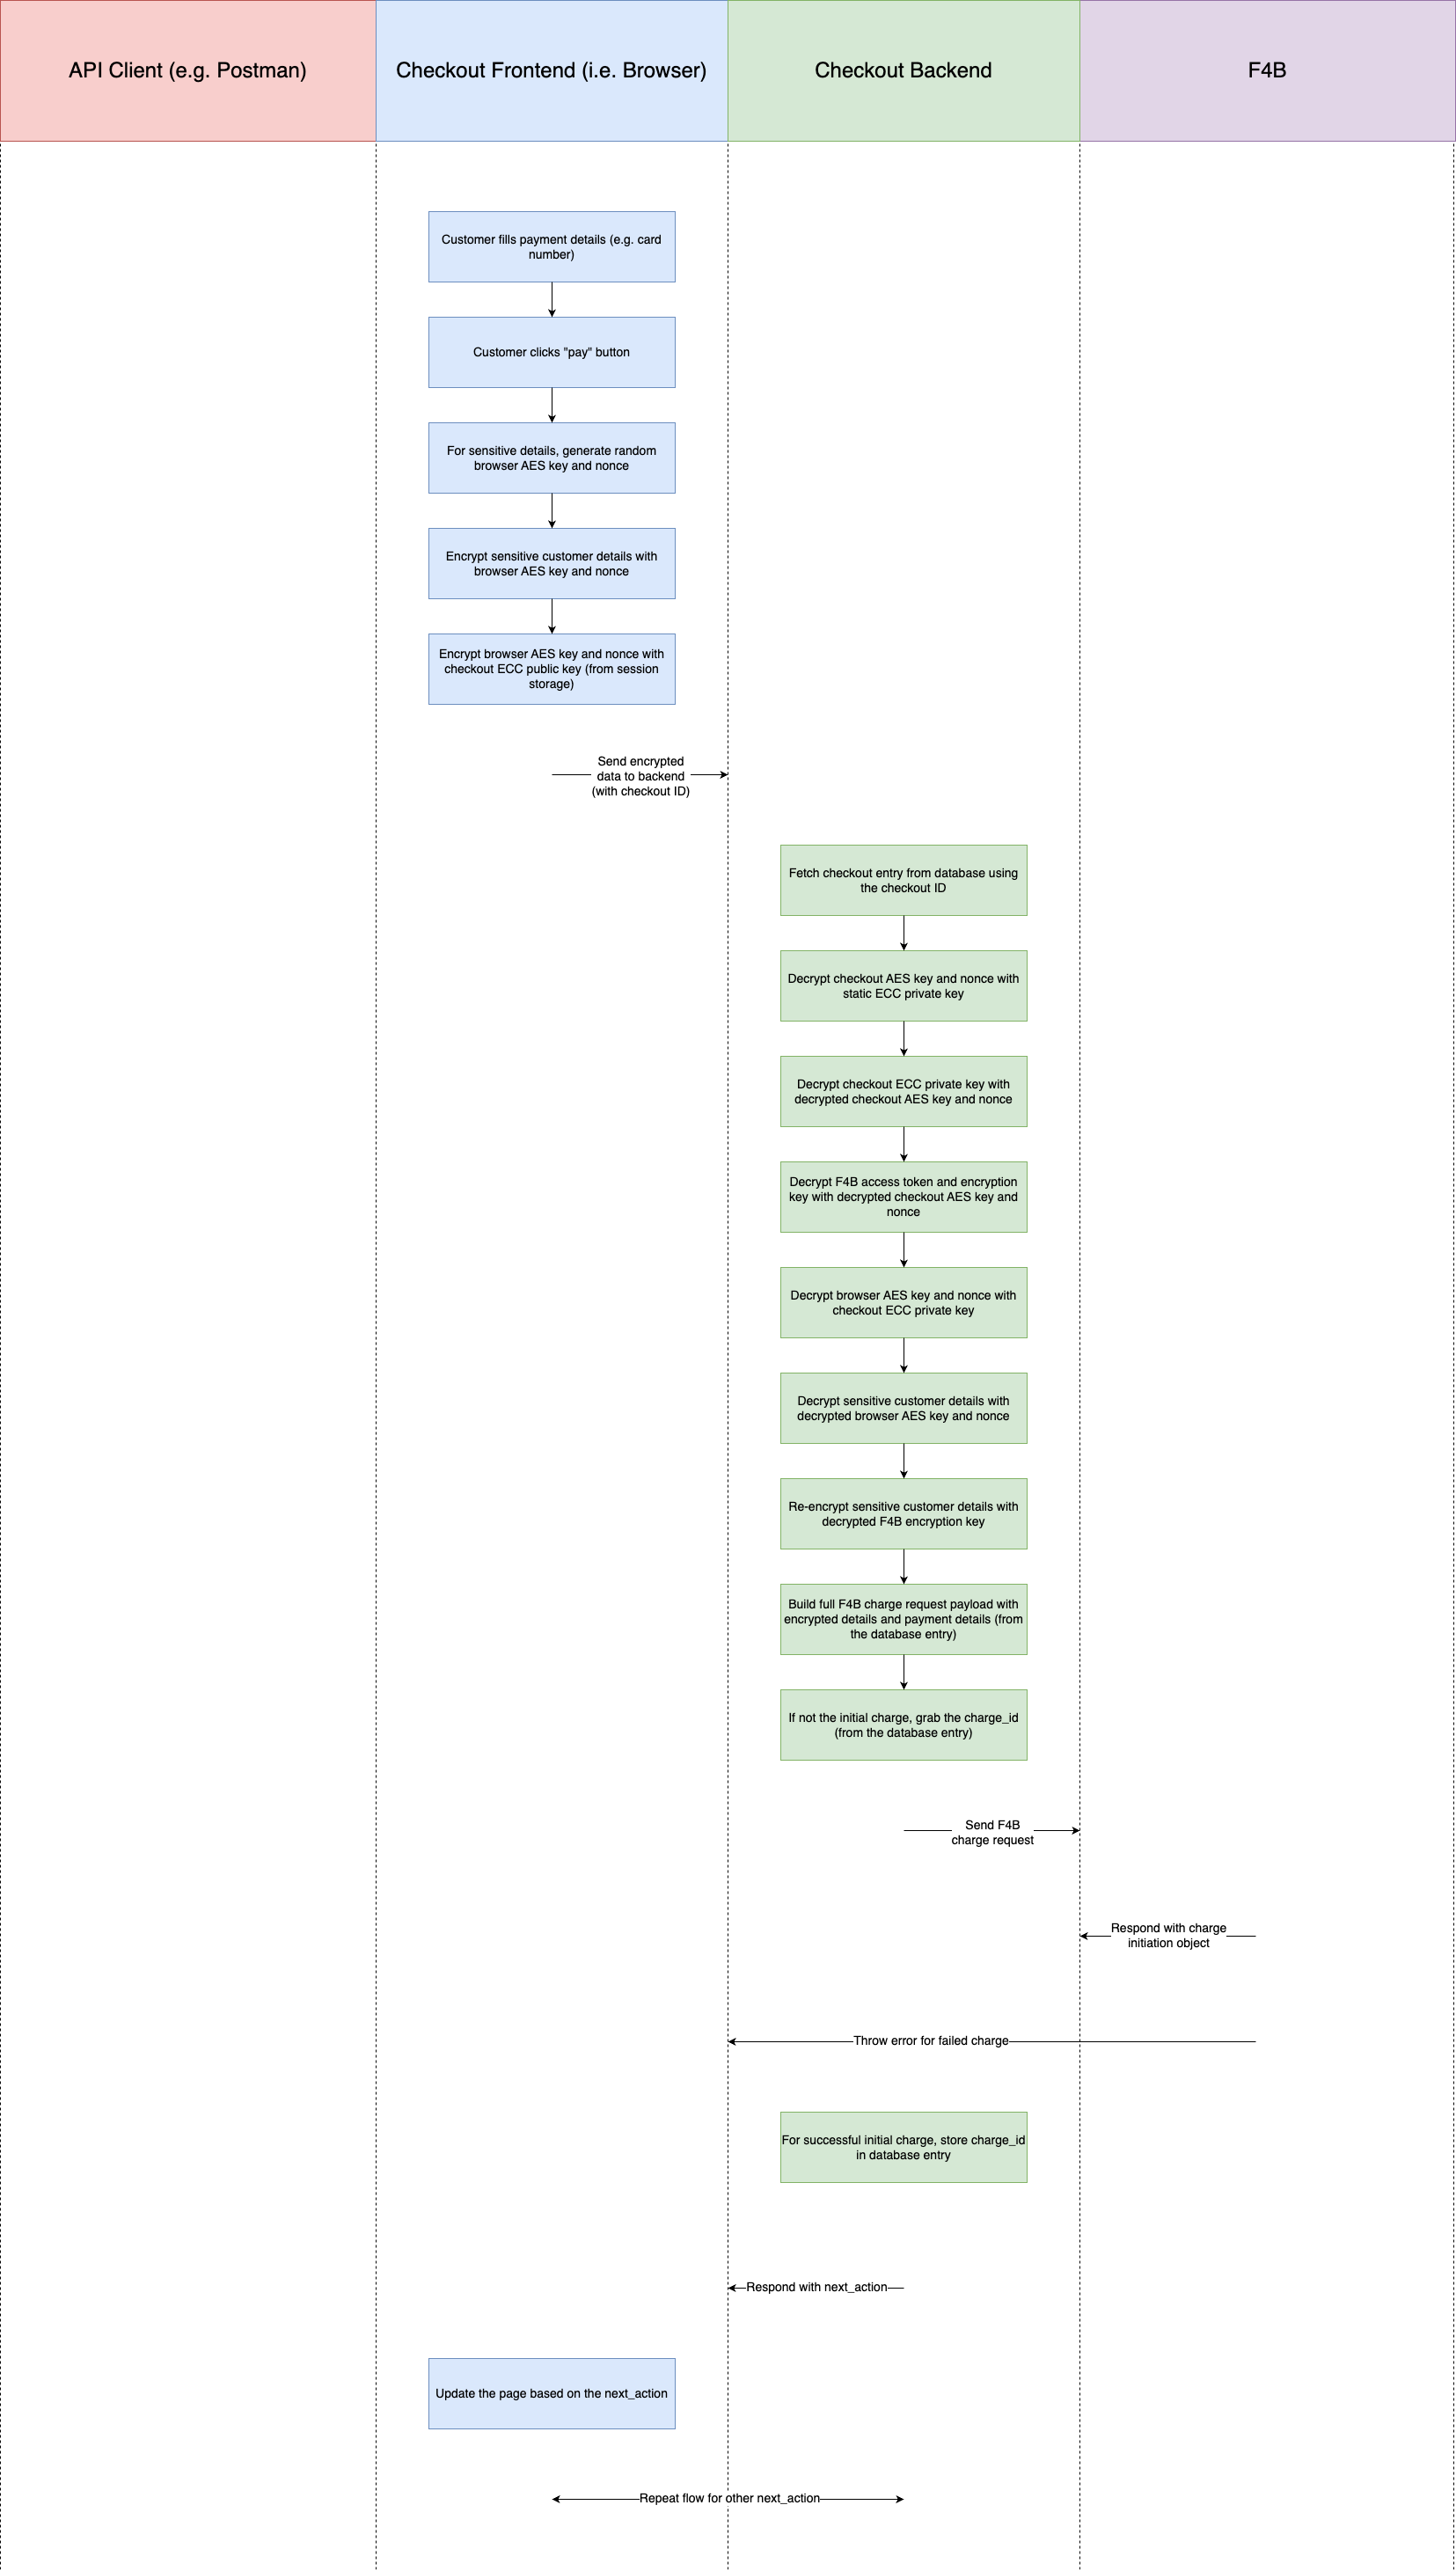 API Client (e.g. Postman)
Checkout Frontend (i.e. Browser)
Checkout Backend
F4B
Customer fills payment details (e.g. card
number)
Customer clicks "pay" button
For sensitive details, generate random
browser AES key and nonce
Encrypt sensitive customer details with
browser AES key and nonce
Encrypt browser AES key and nonce with
checkout ECC public key (from session
storage)
Send encrypted
data to backend
(with checkout ID)
Fetch checkout entry from database using
the checkout ID
Decrypt checkout AES key and nonce with
static ECC private key
Decrypt checkout ECC private key with
decrypted checkout AES key and nonce
Decrypt F4B access token and encryption
key with decrypted checkout AES key and
nonce
Decrypt browser AES key and nonce with
checkout ECC private key
Decrypt sensitive customer details with
decrypted browser AES key and nonce
Re-encrypt sensitive customer details with
decrypted F4B encryption key
Build full F4B charge request payload with
encrypted details and payment details (from
the database entry)
If not the initial charge, grab the charge_id
(from the database entry)
Send F4B
charge request
Respond with charge
initiation object
Throw error for failed charge
For successful initial charge, store charge_id
in database entry
Respond with next_action
Update the page based on the next_action
Repeat flow for other next_action